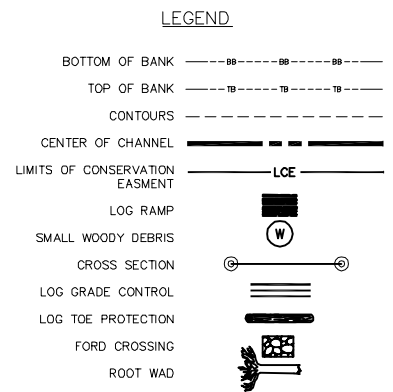 LEGEND
BOTTOM OF BANK BB BB BB
TOP OF BANK TB TB TB
CONTOURS
CENTER OF CHANNEL
LIMITS OF CONSERVATION
EASMENT LCE
LOG RAMP
SMALL WOODY DEBRIS W
CROSS SECTION
LOG GRADE CONTROL
LOG TOE PROTECTION
FORD CROSSING
ROOT WAD